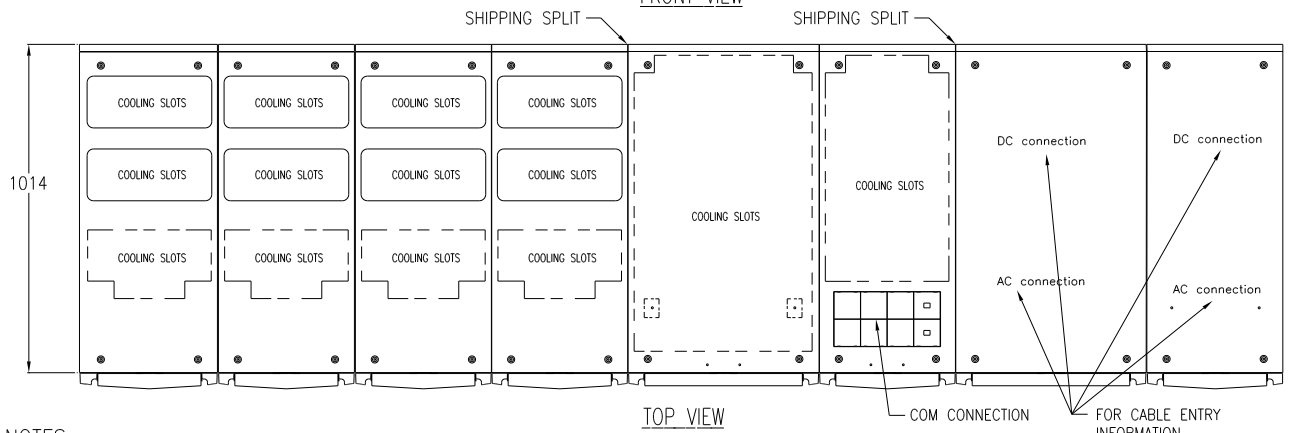 FRONT VIEW
SHIPPING SPLIT
SHIPPING SPLIT
COOLING SLOTS
COOLING SLOTS
COOLING SLOTS
COOLING SLOTS
DC connection
DC connection
1014
COOLING SLOTS
COOLING SLOTS
COOLING SLOTS
COOLING SLOTS
COOLING SLOTS
COOLING SLOTS
COOLING SLOTS
COOLING SLOTS
COOLING SLOTS
COOLING SLOTS
AC connection
AC connection
TOP VIEW
COM CONNECTION
FOR CABLE ENTRY
INFORMATION
NOTES